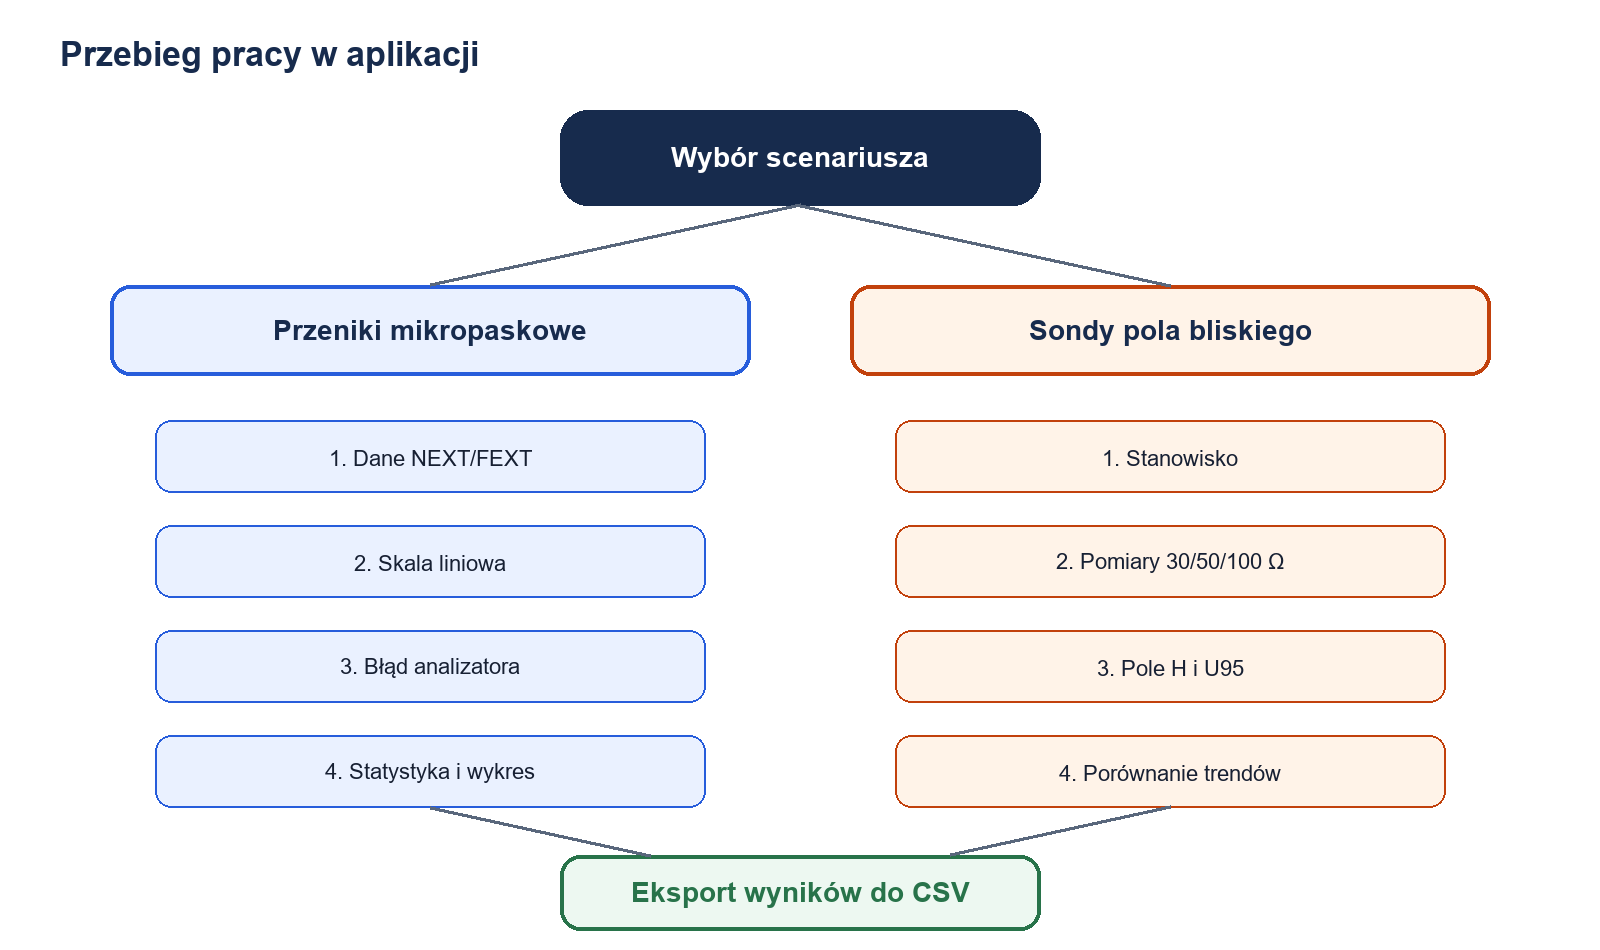 Przebieg pracy w aplikacji
Wybór scenariusza
Przeniki mikropaskowe
1. Dane NEXT/FEXT
2. Skala liniowa
3. Błąd analizatora
4. Statystyka i wykres
Sondy pola bliskiego
1. Stanowisko
2. Pomiary 30/50/100 Ω
3. Pole H i U95
4. Porównanie trendów
Eksport wyników do CSV